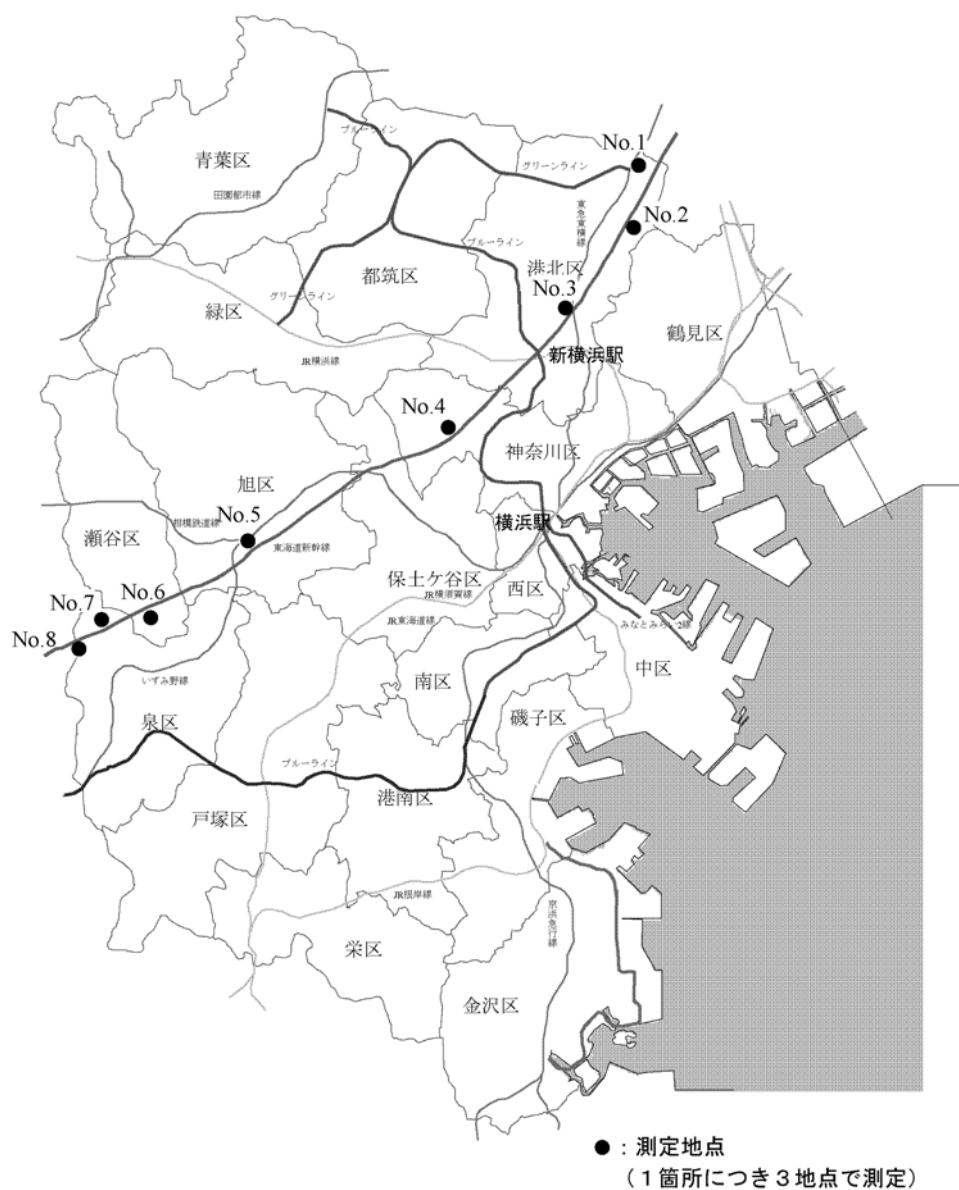 ブルーライン
No.1
青葉区
グリーンライン
田園都市線
東急東横線
No.2
ブルーライン
港北区
都筑区
グリーンライン
No.3
緑区
鶴見区
JR横浜線
新横浜駅
No.4
神奈川区
旭区
No.5
相模鉄道線
横浜駅
瀬谷区
東海道新幹線
保土ケ谷区
西区
JR横須賀線
No.7
No.6
JR東海道線
みなとみらい2線
No.8
中区
いずみ野線
南区
磯子区
泉区
ブルーライン
港南区
戸塚区
JR根岸線
京浜急行線
栄区
金沢区
●：測定地点
（１箇所につき３地点で測定）